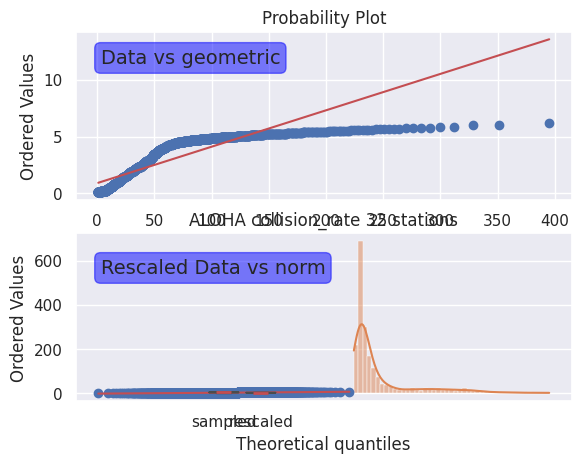 Probability Plot
Data vs geometric
Ordered Values
10
5
0
0 50 100 150 200 250 300 350 400
ALOHA collision_rate 32 stations
Rescaled Data vs norm
Ordered Values
600
400
200
0
sampled rescaled
Theoretical quantiles